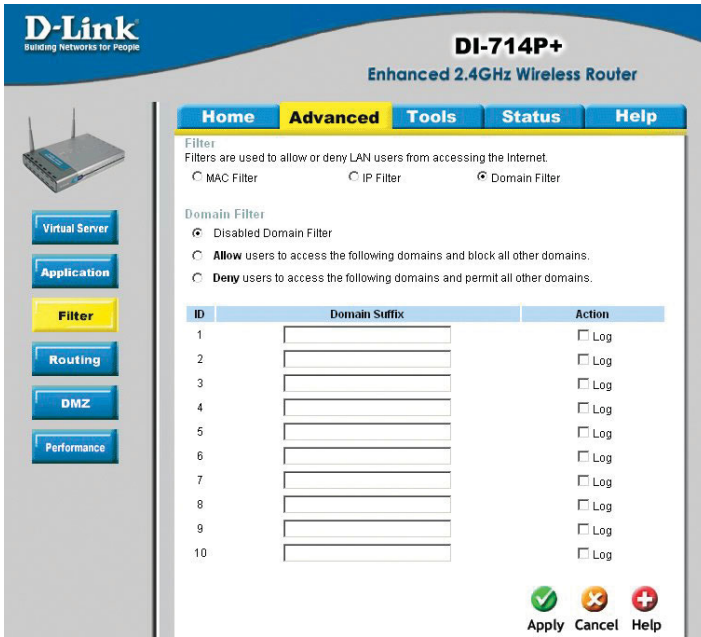 D-Link
Building Networks for People
DI-714P+
Enhanced 2.4GHz Wireless Router
Home Advanced Tools Status Help
Filter
Filters are used to allow or deny LAN users from accessing the Internet.
MAC Filter IP Filter Domain Filter
Domain Filter
Disabled Domain Filter
Allow users to access the following domains and block all other domains.
Deny users to access the following domains and permit all other domains.
Virtual Server
Application
Filter
Routing
DMZ
Performance
ID Domain Suffix Action
1 Log
2 Log
3 Log
4 Log
5 Log
6 Log
7 Log
8 Log
9 Log
10 Log
Apply Cancel Help